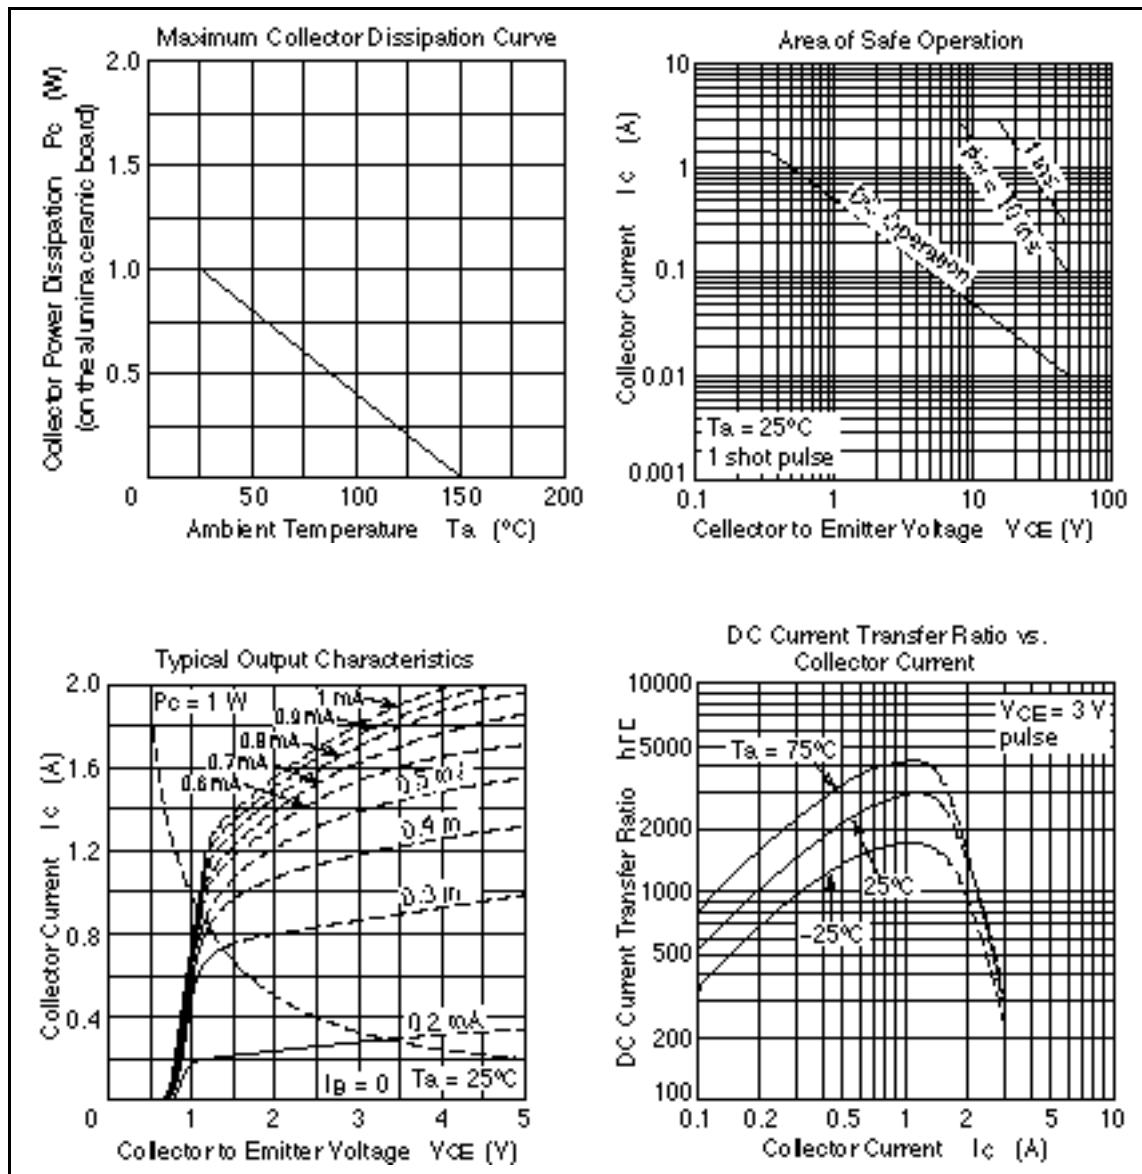 Maximum Collector Dissipation Curve
Collector Power Dissipation Pc (W)
(on the alumina ceramic board)
2.0
1.5
1.0
0.5
0
50
100
150
200
Ambient Temperature Ta (°C)
Area of Safe Operation
Collector Current Ic (A)
10
1
0.1
0.01
0.001
1 ms
PW = 10 ms
DC Operation
Ta = 25°C
1 shot pulse
0.1
1
10
100
Cellector to Emitter Voltage VCE (V)
Typical Output Characteristics
Collector Current Ic (A)
2.0
1.6
1.2
0.8
0.4
Pc = 1 W
1 mA
0.9 mA
0.8 mA
0.7 mA
0.6 mA
0.5 m
0.4 m
0.3 m
0.2 mA
IB = 0
Ta = 25°C
0
1
2
3
4
5
Collector to Emitter Voltage VCE (V)
DC Current Transfer Ratio vs.
Collector Current
DC Current Transfer Ratio hFE
10000
5000
2000
1000
500
200
100
VCE = 3 V
pulse
Ta = 75°C
25°C
–25°C
0.1
0.2
0.5
1
2
5
10
Collector Current Ic (A)